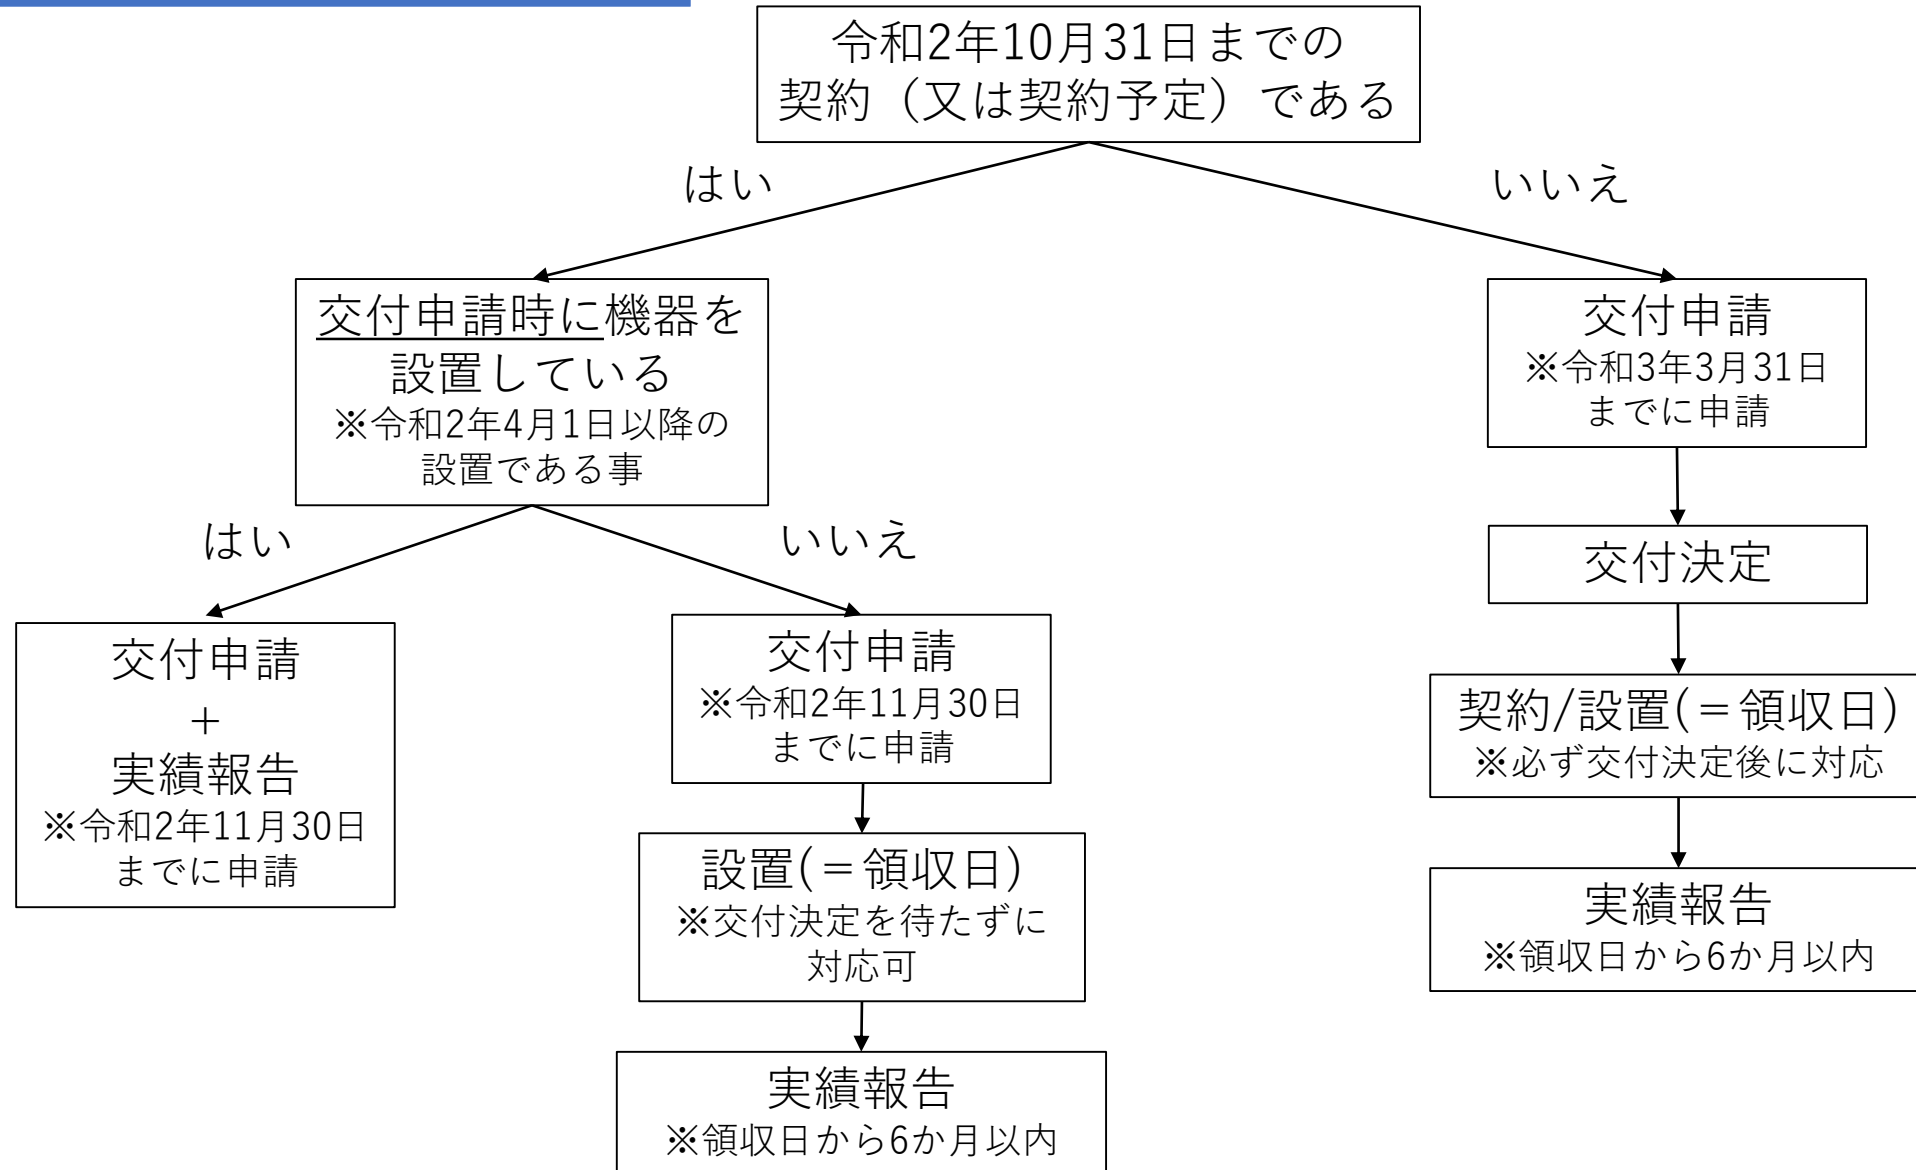 令和2年10月31日までの
契約（又は契約予定）である
はい
いいえ
交付申請時に機器を
設置している
※令和2年4月1日以降の
設置である事
はい
いいえ
交付申請
＋
実績報告
※令和2年11月30日
までに申請
交付申請
※令和2年11月30日
までに申請
設置(＝領収日)
※交付決定を待たずに
対応可
実績報告
※領収日から6か月以内
交付申請
※令和3年3月31日
までに申請
交付決定
契約/設置(＝領収日)
※必ず交付決定後に対応
実績報告
※領収日から6か月以内